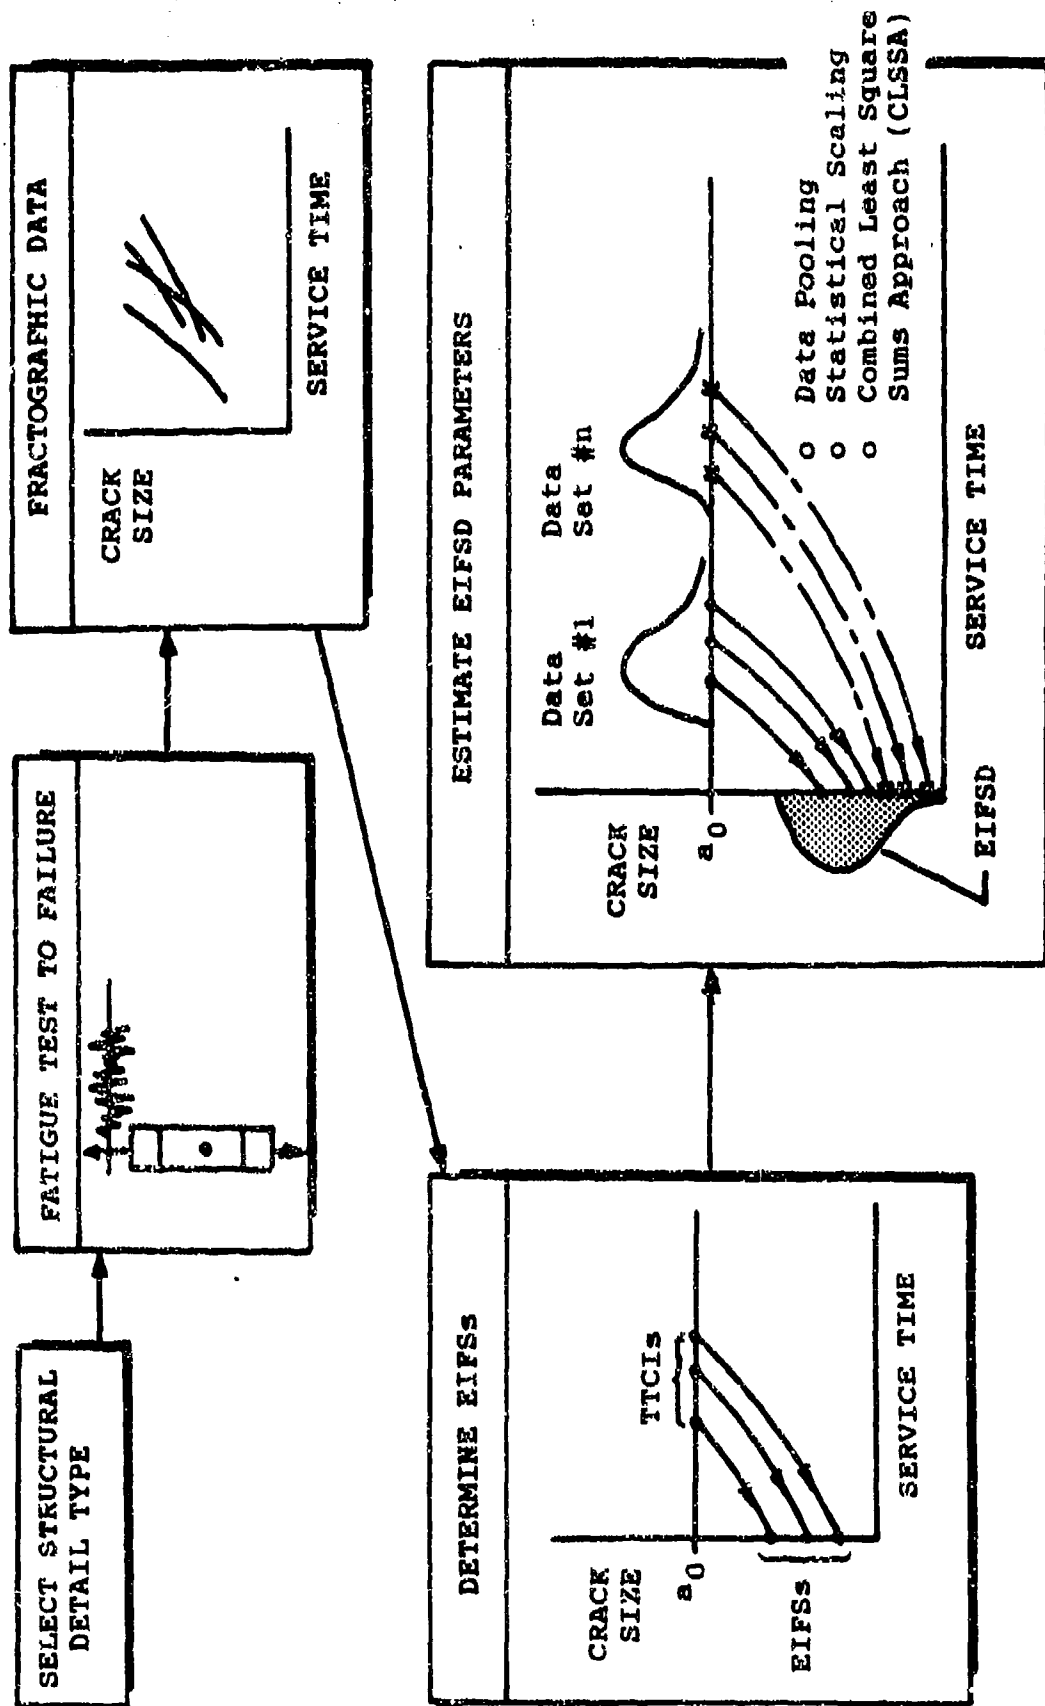 SELECT STRUCTURAL
DETAIL TYPE
FATIGUE TEST TO FAILURE
FRACTOGRAPHIC DATA
CRACK
SIZE
SERVICE TIME
DETERMINE EIFSs
CRACK
SIZE
a0
TTCIs
EIFSs
SERVICE TIME
ESTIMATE EIFSD PARAMETERS
CRACK
SIZE
a0
Data
Set #1
Data
Set #n
EIFSD
SERVICE TIME
o Data Pooling
o Statistical Scaling
o Combined Least Square
Sums Approach (CLSSA)